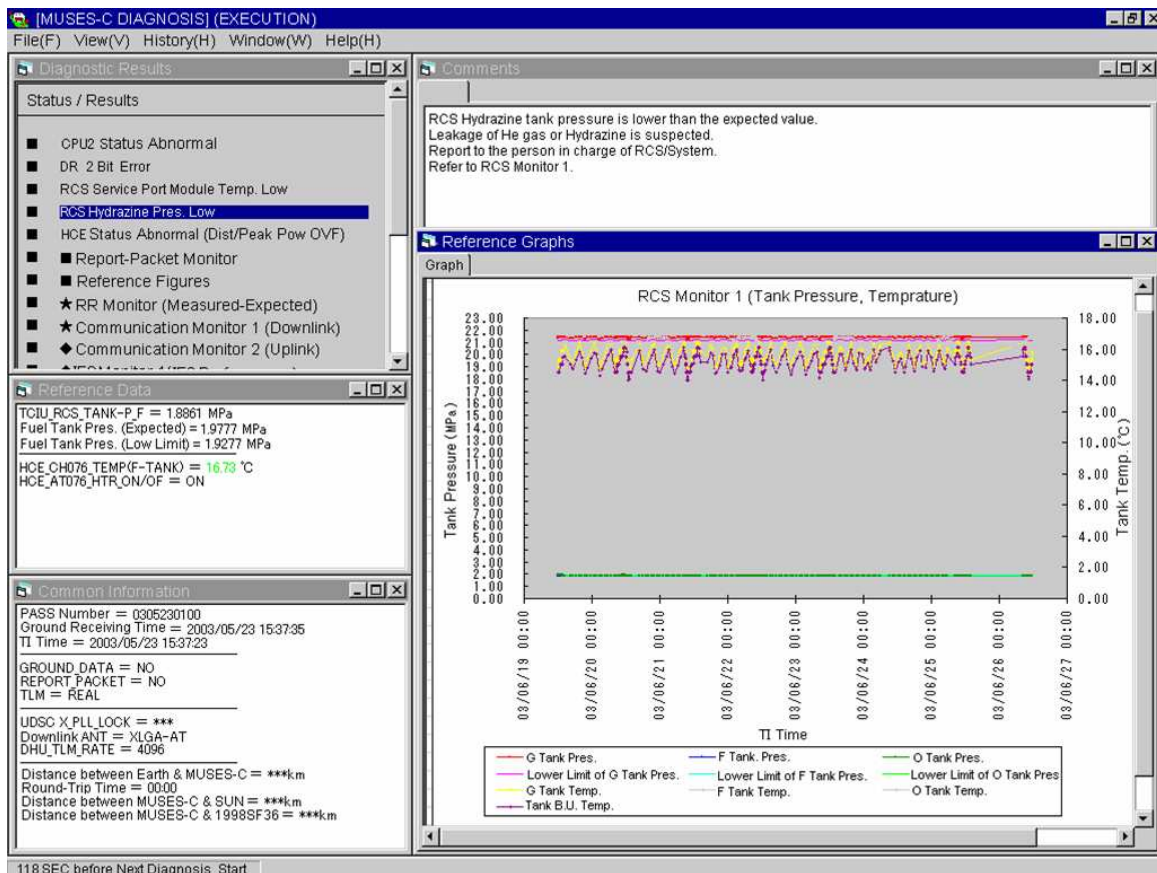 [MUSES-C DIAGNOSIS] (EXECUTION)
File(F) View(V) History(H) Window(W) Help(H)
Diagnostic Results
Status / Results
■ CPU2 Status Abnormal
■ DR 2 Bit Error
■ RCS Service Port Module Temp. Low
■ RCS Hydrazine Pres. Low
■ HCE Status Abnormal (Dist/Peak Pow OVF)
■ ■ Report-Packet Monitor
■ ■ Reference Figures
■ ★ RR Monitor (Measured-Expected)
■ ★ Communication Monitor 1 (Downlink)
■ ◆ Communication Monitor 2 (Uplink)
Reference Data
TCIU_RCS_TANK-P_F = 1.8861 MPa
Fuel Tank Pres. (Expected) = 1.9777 MPa
Fuel Tank Pres. (Low Limit) = 1.9277 MPa
HCE_CH076_TEMP(F-TANK) = 16.73 °C
HCE_AT076_HTR_ON/OF = ON
Common Information
PASS Number = 0305230100
Ground Receiving Time = 2003/05/23 15:37:35
TI Time = 2003/05/23 15:37:23
GROUND_DATA = NO
REPORT_PACKET = NO
TLM = REAL
UDSC X_PLL_LOCK = ***
Downlink ANT = XLGA-AT
DHU_TLM_RATE = 4096
Distance between Earth & MUSES-C = ***km
Round-Trip Time = 00:00
Distance between MUSES-C & SUN = ***km
Distance between MUSES-C & 1998SF36 = ***km
Comments
RCS Hydrazine tank pressure is lower than the expected value.
Leakage of He gas or Hydrazine is suspected.
Report to the person in charge of RCS/System.
Refer to RCS Monitor 1.
Reference Graphs
Graph
RCS Monitor 1 (Tank Pressure, Temprature)
Tank Pressure (MPa)
23.00
22.00
21.00
20.00
19.00
18.00
17.00
16.00
15.00
14.00
13.00
12.00
11.00
10.00
9.00
8.00
7.00
6.00
5.00
4.00
3.00
2.00
1.00
0.00
18.00
16.00
14.00
12.00
10.00
8.00
6.00
4.00
2.00
0.00
Tank Temp. (°C)
03/06/19 00:00
03/06/20 00:00
03/06/21 00:00
03/06/22 00:00
03/06/23 00:00
03/06/24 00:00
03/06/25 00:00
03/06/26 00:00
03/06/27 00:00
TI Time
G Tank Pres. F Tank. Pres. O Tank Pres.
Lower Limit of G Tank Pres. Lower Limit of F Tank Pres. Lower Limit of O Tank Pres
G Tank Temp. F Tank Temp. O Tank Temp.
Tank B.U. Temp.
118 SEC before Next Diagnosis Start